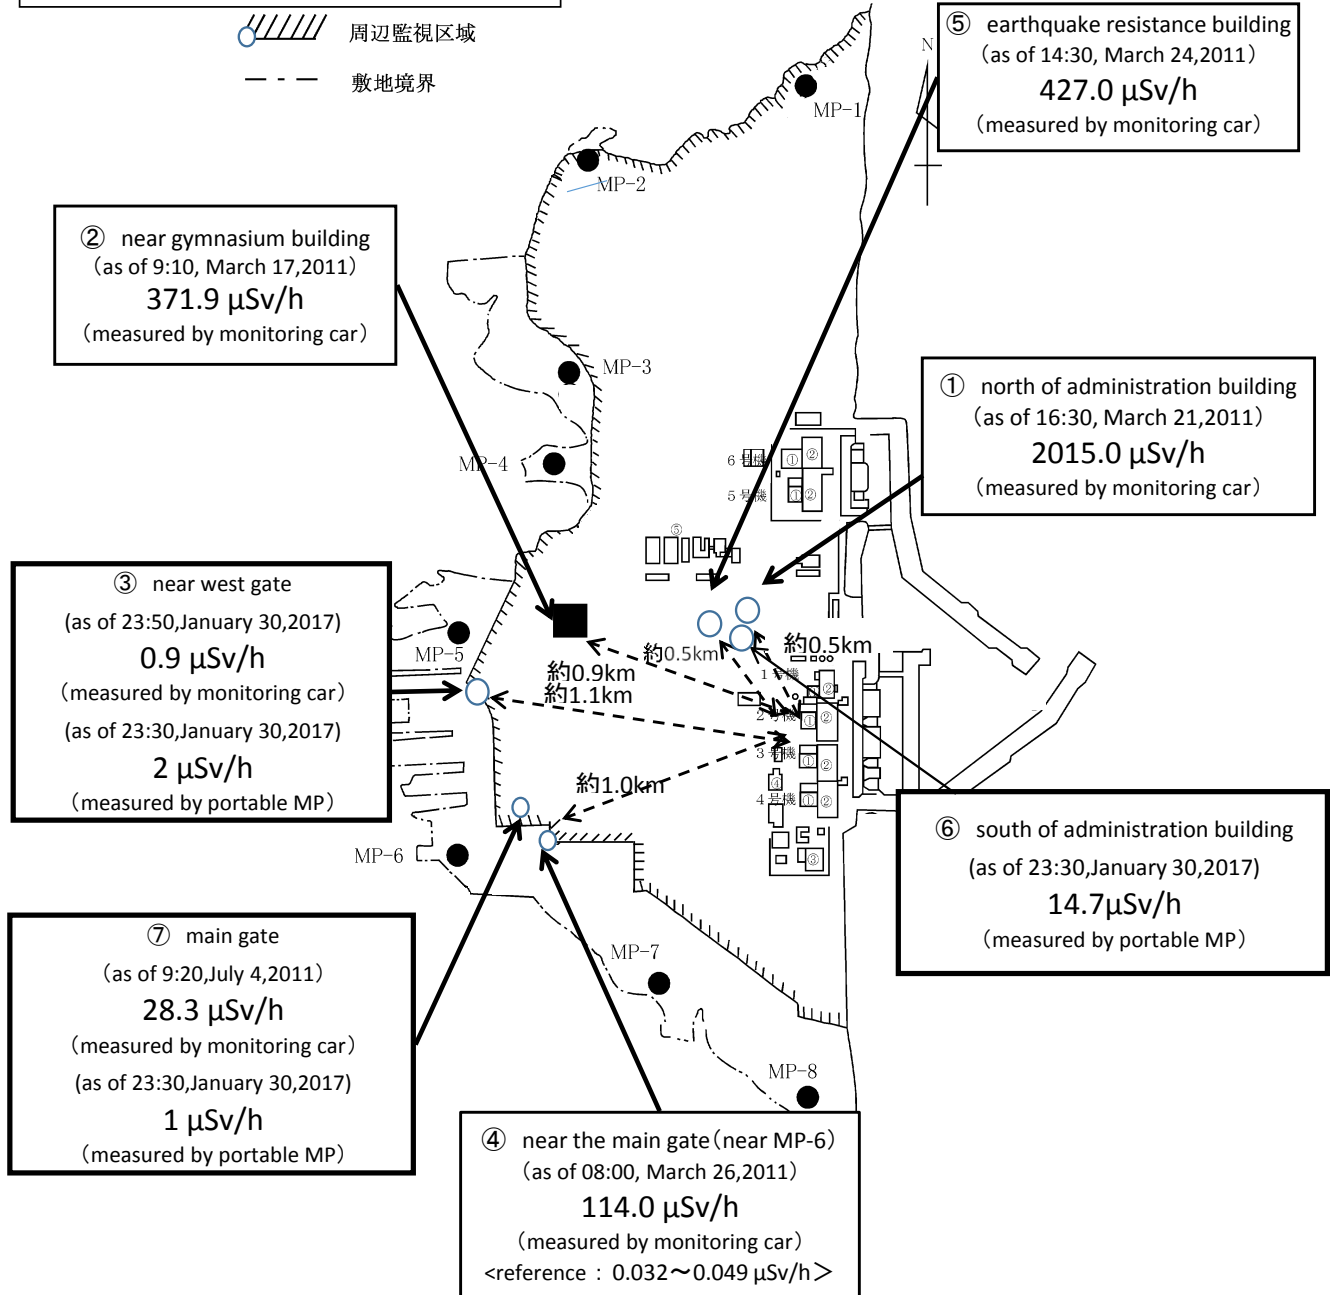 周辺監視区域
敷地境界
⑤ earthquake resistance building
(as of 14:30, March 24,2011)
427.0 μSv/h
(measured by monitoring car)
N
MP-1
MP-2
② near gymnasium building
(as of 9:10, March 17,2011)
371.9 μSv/h
(measured by monitoring car)
MP-3
① north of administration building
(as of 16:30, March 21,2011)
2015.0 μSv/h
(measured by monitoring car)
MP-4
6号機
①
②
5号機
①
②
⑤
③ near west gate
(as of 23:50,January 30,2017)
0.9 μSv/h
(measured by monitoring car)
(as of 23:30,January 30,2017)
2 μSv/h
(measured by portable MP)
MP-5
約0.5km
約0.5km
約0.9km
約1.1km
1号機
②
2号機
①
②
3号機
①
②
④
約1.0km
4号機
①
②
③
MP-6
⑥ south of administration building
(as of 23:30,January 30,2017)
14.7μSv/h
(measured by portable MP)
⑦ main gate
(as of 9:20,July 4,2011)
28.3 μSv/h
(measured by monitoring car)
(as of 23:30,January 30,2017)
1 μSv/h
(measured by portable MP)
MP-7
MP-8
④ near the main gate(near MP-6)
(as of 08:00, March 26,2011)
114.0 μSv/h
(measured by monitoring car)
<reference : 0.032～0.049 μSv/h>